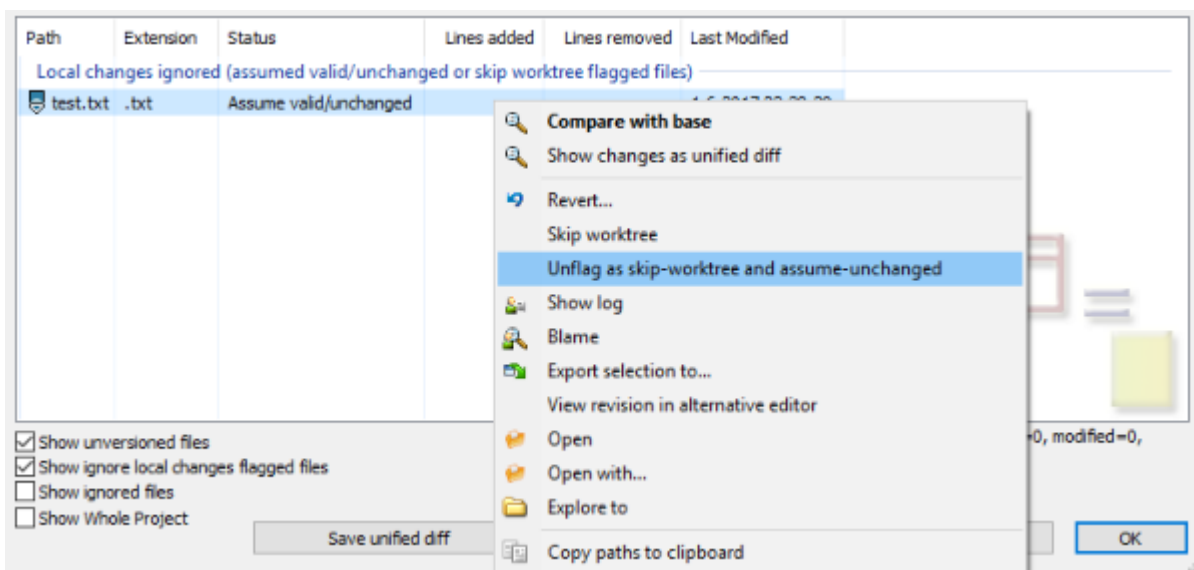 Path Extension Status Lines added Lines removed Last Modified
Local changes ignored (assumed valid/unchanged or skip worktree flagged files)
test.txt .txt Assume valid/unchanged
Compare with base
Show changes as unified diff
Revert...
Skip worktree
Unflag as skip-worktree and assume-unchanged
Show log
Blame
Export selection to...
View revision in alternative editor
Open
Open with...
Explore to
Copy paths to clipboard
=0, modified=0,
Show unversioned files
Show ignore local changes flagged files
Show ignored files
Show Whole Project
Save unified diff
OK